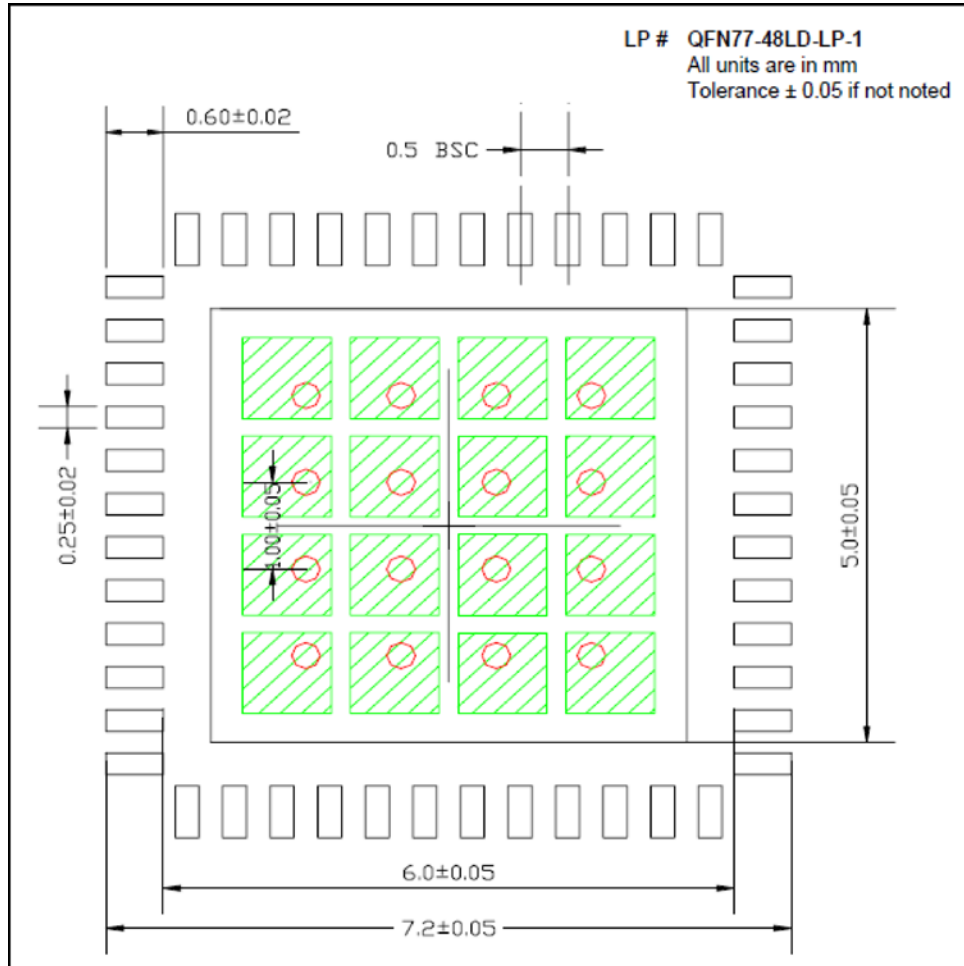 LP # QFN77-48LD-LP-1
All units are in mm
Tolerance ± 0.05 if not noted
0.60±0.02
0.5 BSC
0.25±0.02
1.00±0.05
5.0±0.05
6.0±0.05
7.2±0.05